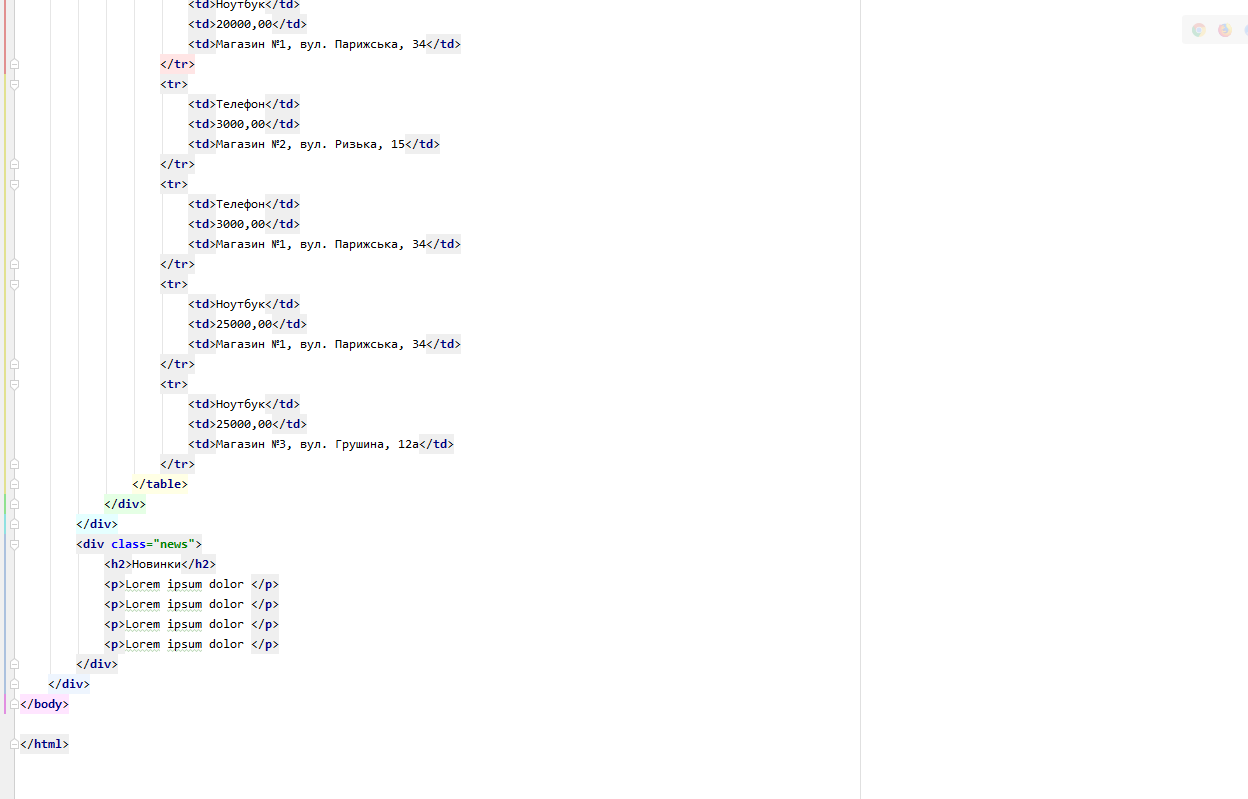 <td>Ноутбук</td>
<td>20000,00</td>
<td>Магазин №1, вул. Парижська, 34</td>
</tr>
<tr>
<td>Телефон</td>
<td>3000,00</td>
<td>Магазин №2, вул. Ризька, 15</td>
</tr>
<tr>
<td>Телефон</td>
<td>3000,00</td>
<td>Магазин №1, вул. Парижська, 34</td>
</tr>
<tr>
<td>Ноутбук</td>
<td>25000,00</td>
<td>Магазин №1, вул. Парижська, 34</td>
</tr>
<tr>
<td>Ноутбук</td>
<td>25000,00</td>
<td>Магазин №3, вул. Грушина, 12а</td>
</tr>
</table>
</div>
</div>
<div class="news">
<h2>Новинки</h2>
<p>Lorem ipsum dolor </p>
<p>Lorem ipsum dolor </p>
<p>Lorem ipsum dolor </p>
<p>Lorem ipsum dolor </p>
</div>
</div>
</body>
</html>